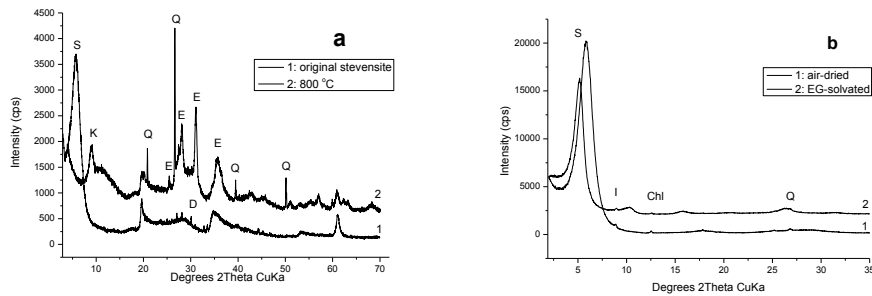 a
Intensity (cps)
4500
4000
3500
3000
2500
2000
1500
1000
500
0
S
K
Q
Q
E
E
E
E
Q
Q
D
2
1
1: original stevensite
2: 800 °C
10 20 30 40 50 60 70
Degrees 2Theta CuKa
b
Intensity (cps)
20000
15000
10000
5000
0
S
I
Chl
Q
2
1
1: air-dried
2: EG-solvated
5 10 15 20 25 30 35
Degrees 2Theta CuKa